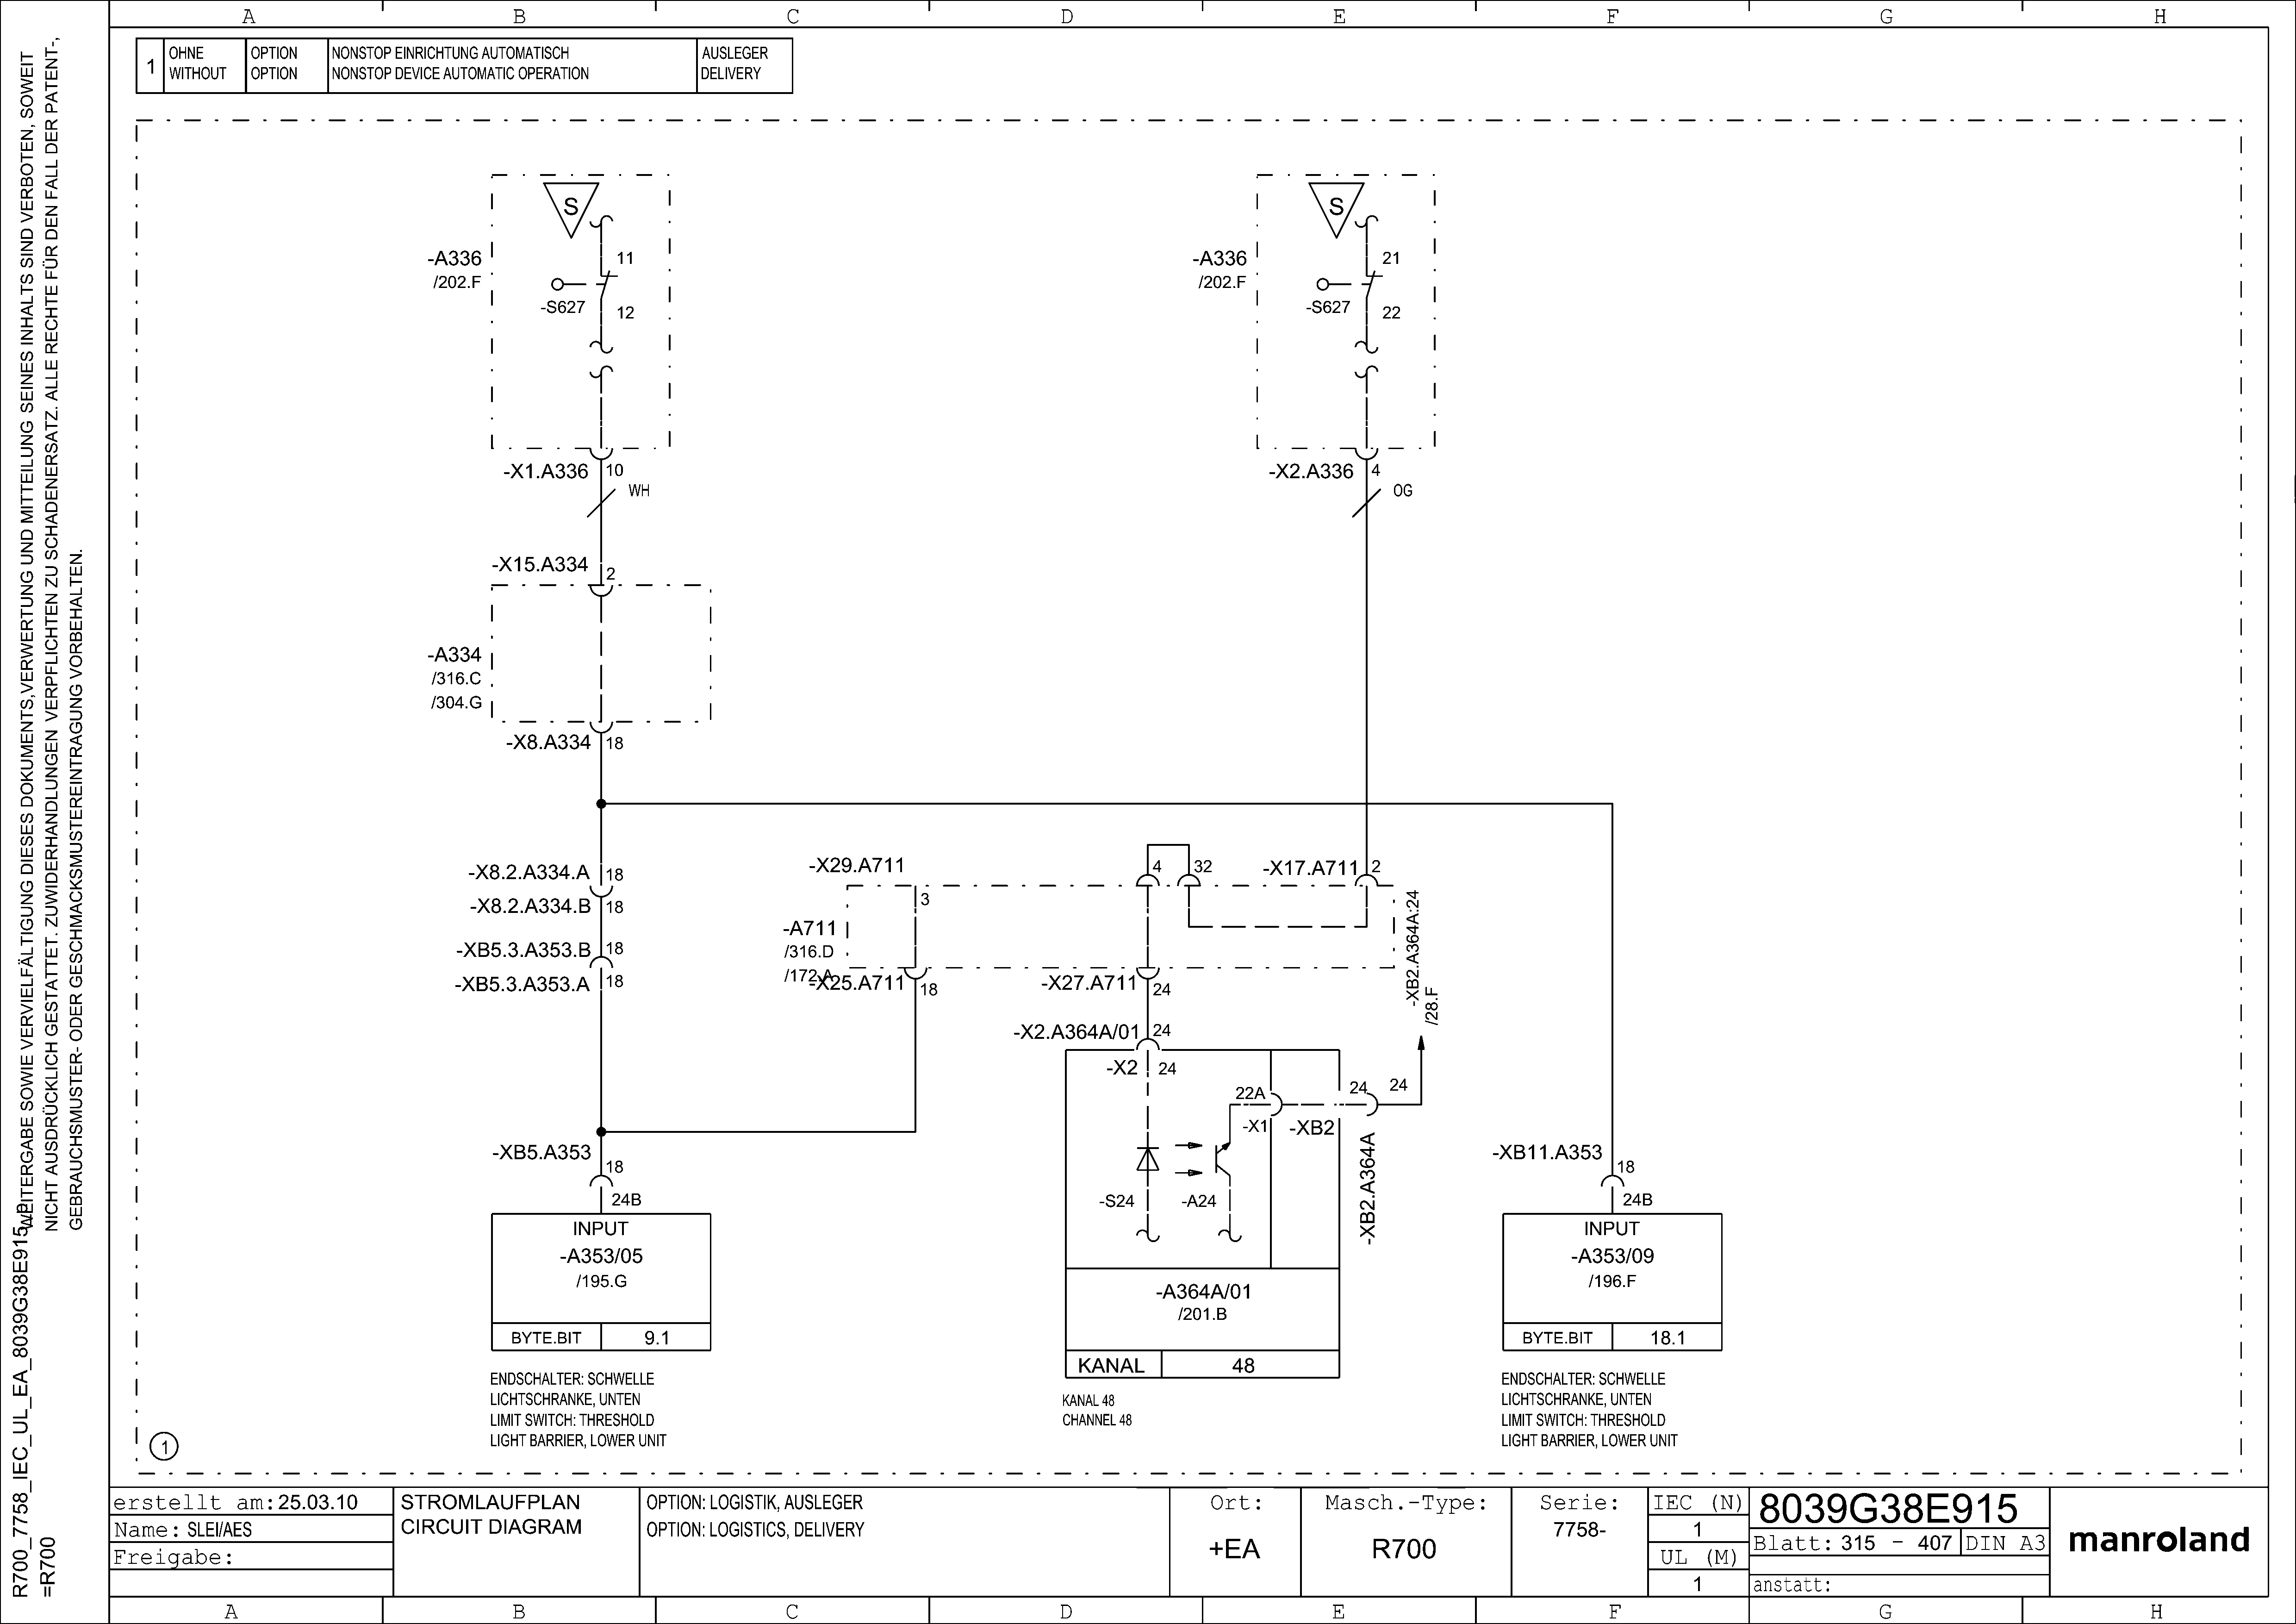 A B C D E F G H
1 OHNE OPTION NONSTOP EINRICHTUNG AUTOMATISCH AUSLEGER
WITHOUT OPTION NONSTOP DEVICE AUTOMATIC OPERATION DELIVERY
WEITERGABE SOWIE VERVIELFÄLTIGUNG DIESES DOKUMENTS,VERWERTUNG UND MITTEILUNG SEINES INHALTS SIND VERBOTEN, SOWEIT
NICHT AUSDRÜCKLICH GESTATTET. ZUWIDERHANDLUNGEN VERPFLICHTEN ZU SCHADENERSATZ. ALLE RECHTE FÜR DEN FALL DER PATENT-,
GEBRAUCHSMUSTER- ODER GESCHMACKSMUSTEREINTRAGUNG VORBEHALTEN.
S
-A336
/202.F
11
-S627
12
-X1.A336 10
WH
-X15.A334 2
-A334
/316.C
/304.G
-X8.A334 18
-X8.2.A334.A 18
-X8.2.A334.B 18
-XB5.3.A353.B 18
-XB5.3.A353.A 18
-XB5.A353
18
24B
INPUT
-A353/05
/195.G
BYTE.BIT 9.1
ENDSCHALTER: SCHWELLE
LICHTSCHRANKE, UNTEN
LIMIT SWITCH: THRESHOLD
LIGHT BARRIER, LOWER UNIT
S
-A336
/202.F
21
-S627
22
-X2.A336 4
OG
-X29.A711 4 32 -X17.A711 2
3
-A711
/316.D
/172.A
-X25.A711 18
-X27.A711 24
-XB2.A364A:24
/28.F
-X2.A364A/01 24
-X2 24
22A 24 24
-X1 -XB2
-XB2.A364A
-S24 -A24
-A364A/01
/201.B
KANAL 48
KANAL 48
CHANNEL 48
-XB11.A353
18
24B
INPUT
-A353/09
/196.F
BYTE.BIT 18.1
ENDSCHALTER: SCHWELLE
LICHTSCHRANKE, UNTEN
LIMIT SWITCH: THRESHOLD
LIGHT BARRIER, LOWER UNIT
1
=R700
erstellt am: 25.03.10
Name: SLEI/AES
Freigabe:
STROMLAUFPLAN
CIRCUIT DIAGRAM
OPTION: LOGISTIK, AUSLEGER
OPTION: LOGISTICS, DELIVERY
Ort:
+EA
Masch.-Type:
R700
Serie:
7758-
IEC (N)
1
UL (M)
1
8039G38E915
Blatt: 315 - 407 DIN A3
anstatt:
manroland
A B C D E F G H